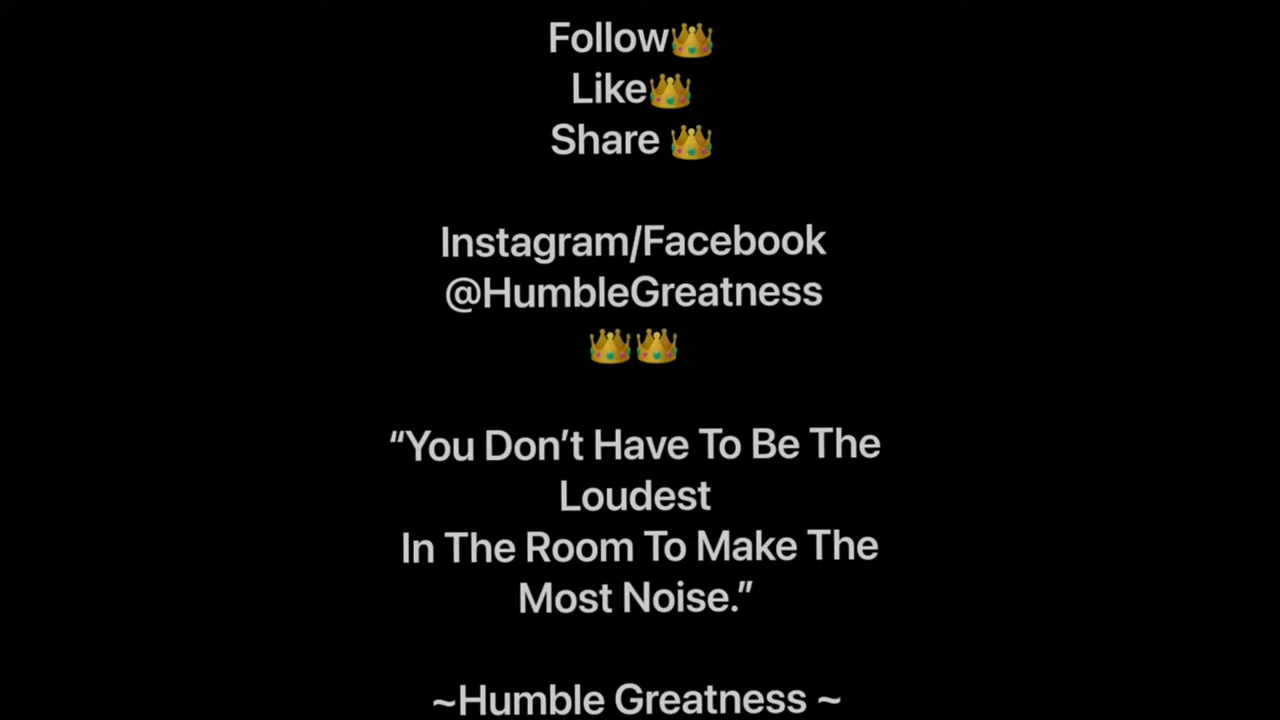 Follow👑
Like👑
Share 👑
Instagram/Facebook
@HumbleGreatness
👑👑
“You Don’t Have To Be The
Loudest
In The Room To Make The
Most Noise.”
~Humble Greatness ~